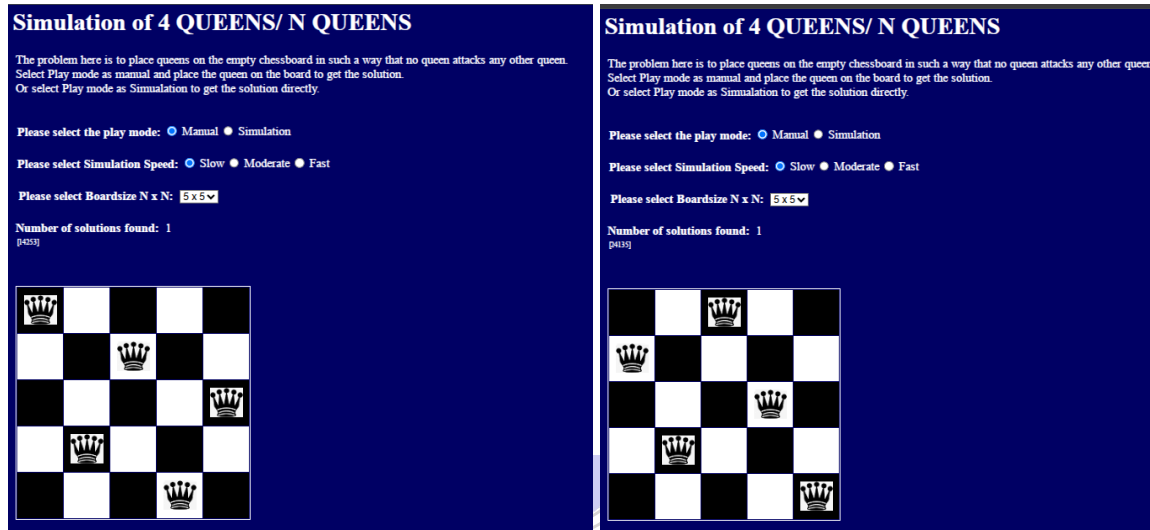 Simulation of 4 QUEENS/ N QUEENS
The problem here is to place queens on the empty chessboard in such a way that no queen attacks any other queen.
Select Play mode as manual and place the queen on the board to get the solution.
Or select Play mode as Simualation to get the solution directly.
Please select the play mode: Manual Simulation
Please select Simulation Speed: Slow Moderate Fast
Please select Boardsize N x N: 5 x 5
Number of solutions found: 1
[14253]
Simulation of 4 QUEENS/ N QUEENS
The problem here is to place queens on the empty chessboard in such a way that no queen attacks any other queen
Select Play mode as manual and place the queen on the board to get the solution.
Or select Play mode as Simualation to get the solution directly.
Please select the play mode: Manual Simulation
Please select Simulation Speed: Slow Moderate Fast
Please select Boardsize N x N: 5 x 5
Number of solutions found: 1
[24135]